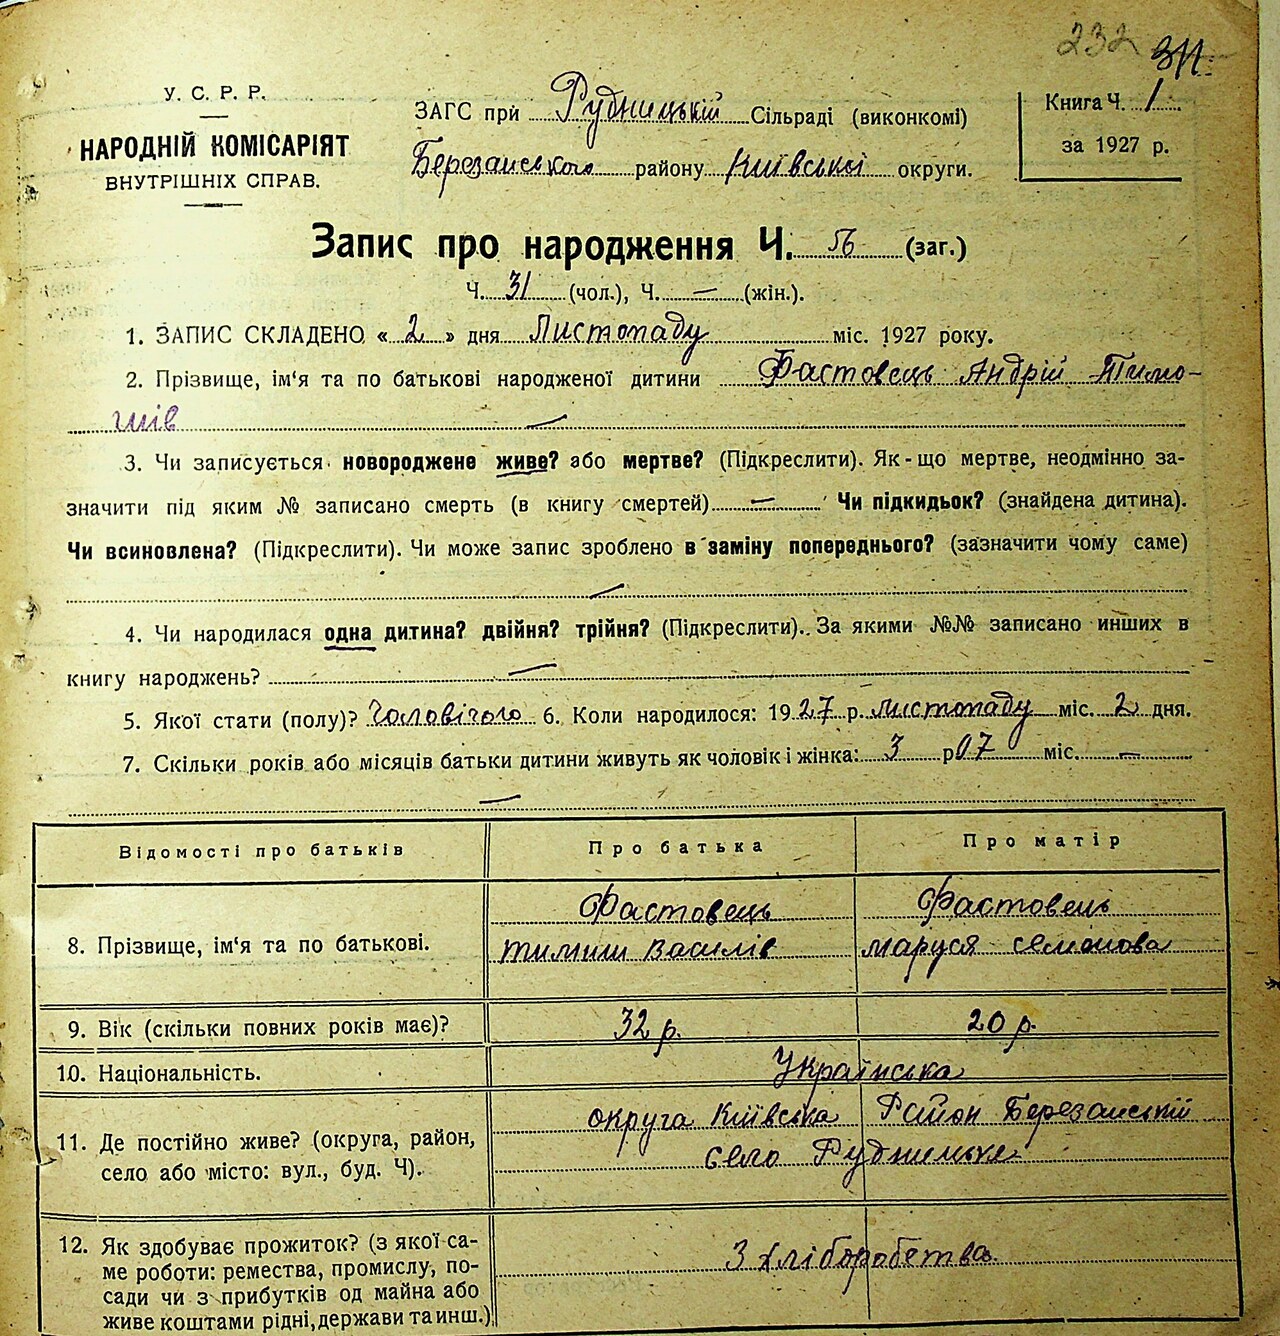 232 311
У. С. Р. Р.
НАРОДНІЙ КОМІСАРІЯТ
ВНУТРІШНІХ СПРАВ.
ЗАГС при Рудницькій Сільраді (виконкомі)
Березанського району Київської округи.
Книга Ч. 1
за 1927 р.
Запис про народження Ч. 56 (заг.)
Ч. 31 (чол.), Ч. — (жін.).
1. ЗАПИС СКЛАДЕНО « 2 » дня Листопаду міс. 1927 року.
2. Прізвище, ім‘я та по батькові народженої дитини Фастовець Андрій Тимо-
шів —
3. Чи записується новороджене живе? або мертве? (Підкреслити). Як-що мертве, неодмінно за-
значити під яким № записано смерть (в книгу смертей) — Чи підкидьок? (знайдена дитина).
Чи всиновлена? (Підкреслити). Чи може запис зроблено в заміну попереднього? (зазначити чому саме)
—
4. Чи народилася одна дитина? двійня? трійня? (Підкреслити). За якими №№ записано инших в
книгу народжень? —
5. Якої стати (полу)? Чоловічого 6. Коли народилося: 1927 р. листопаду міс. 2 дня.
7. Скільки років або місяців батьки дитини живуть як чоловік і жінка: 3 р07 міс. —
—
Відомості про батьків Про батька Про матір
8. Прізвище, ім‘я та по батькові.
Фастовець Фастовець
Тимиш Василів маруся семонова
9. Вік (скільки повних років має)? 32 р. 20 р.
10. Національність. Українська
11. Де постійно живе? (округа, район,
село або місто: вул., буд. Ч).
округа Київська Район Березанській
село Рудницьке
12. Як здобуває прожиток? (з якої са-
ме роботи: ремества, промислу, по-
сади чи з прибутків од майна або
живе коштами рідні, держави та инш.)
З хліборобства